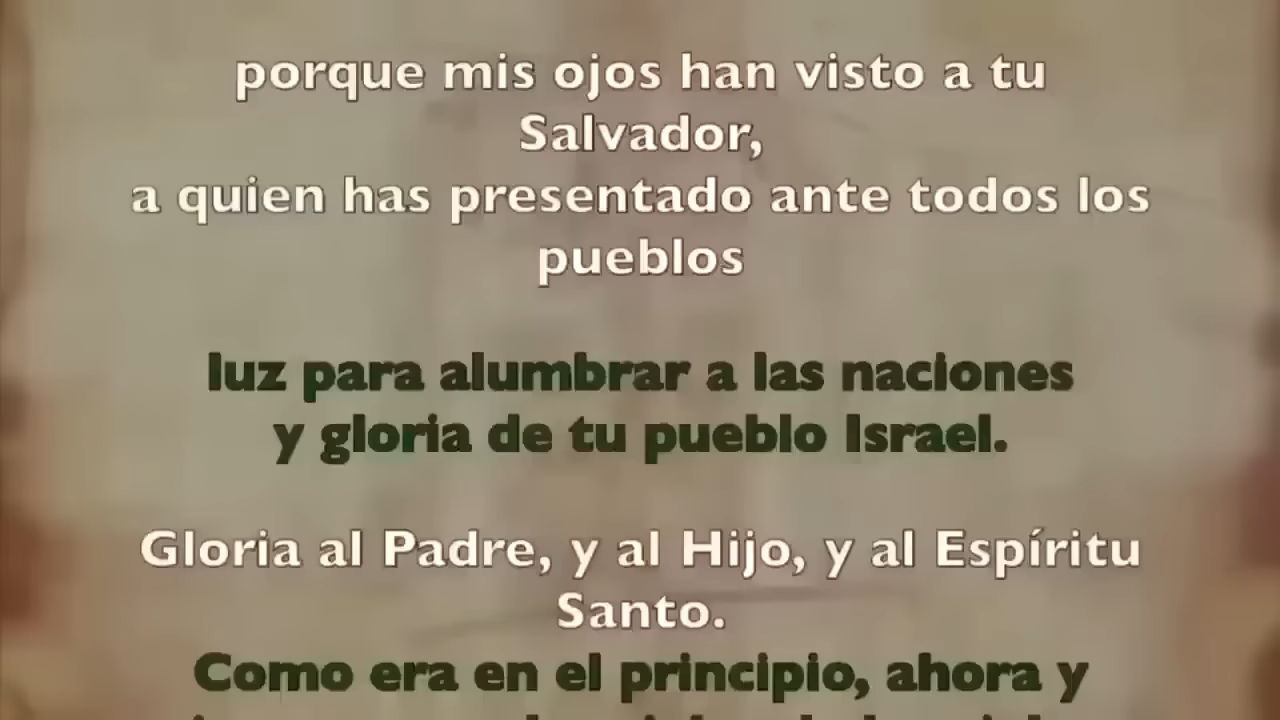 porque mis ojos han visto a tu
Salvador,
a quien has presentado ante todos los
pueblos
luz para alumbrar a las naciones
y gloria de tu pueblo Israel.
Gloria al Padre, y al Hijo, y al Espíritu
Santo.
Como era en el principio, ahora y